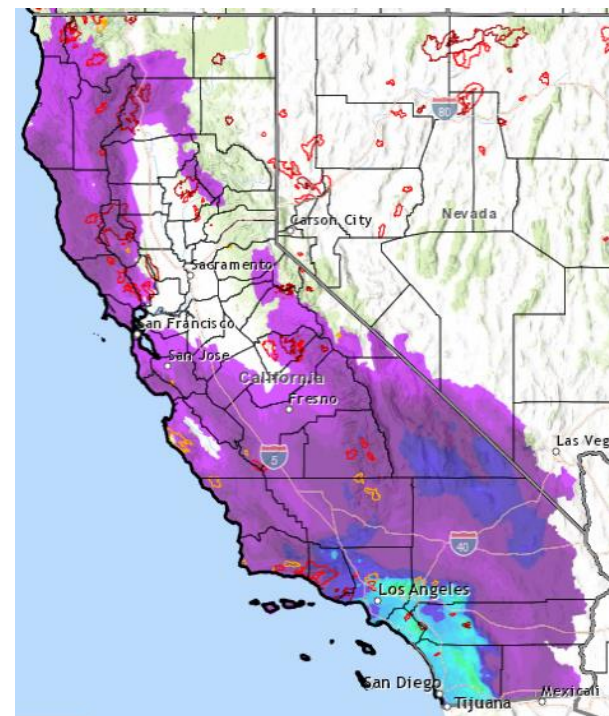 80
Carson City
Nevada
Sacramento
San Francisco
San Jose
California
Fresno
5
Las Veg
40
Los Angeles
San Diego
Tijuana
Mexicali